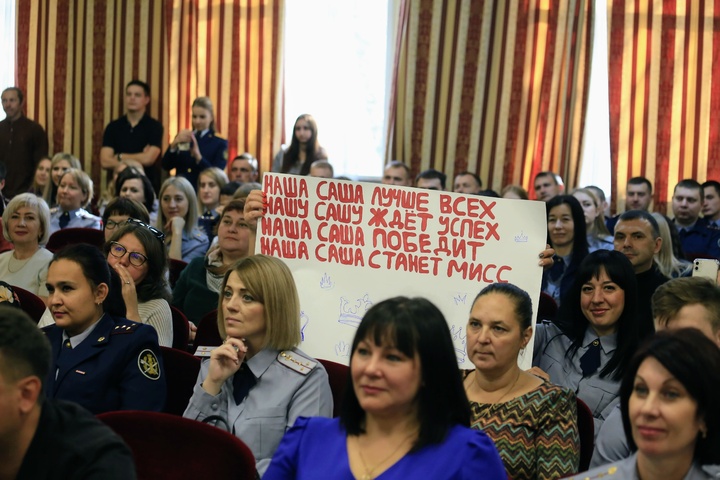 НАША САША ЛУЧШЕ ВСЕХ
НАШУ САШУ ЖДЁТ УСПЕХ
НАША САША ПОБЕДИТ
НАША САША СТАНЕТ МИСС